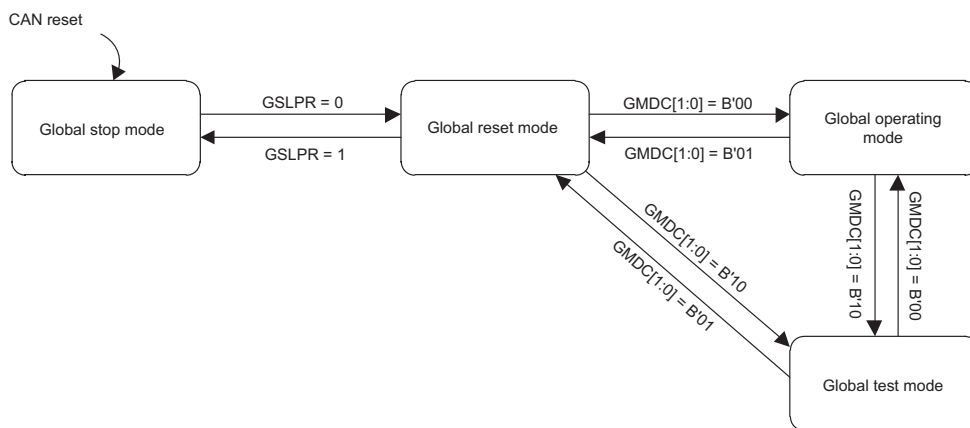 CAN reset
Global stop mode
GSLPR = 0
GSLPR = 1
Global reset mode
GMDC[1:0] = B'00
GMDC[1:0] = B'01
Global operating
mode
GMDC[1:0] = B'10
GMDC[1:0] = B'01
GMDC[1:0] = B'10
GMDC[1:0] = B'00
Global test mode